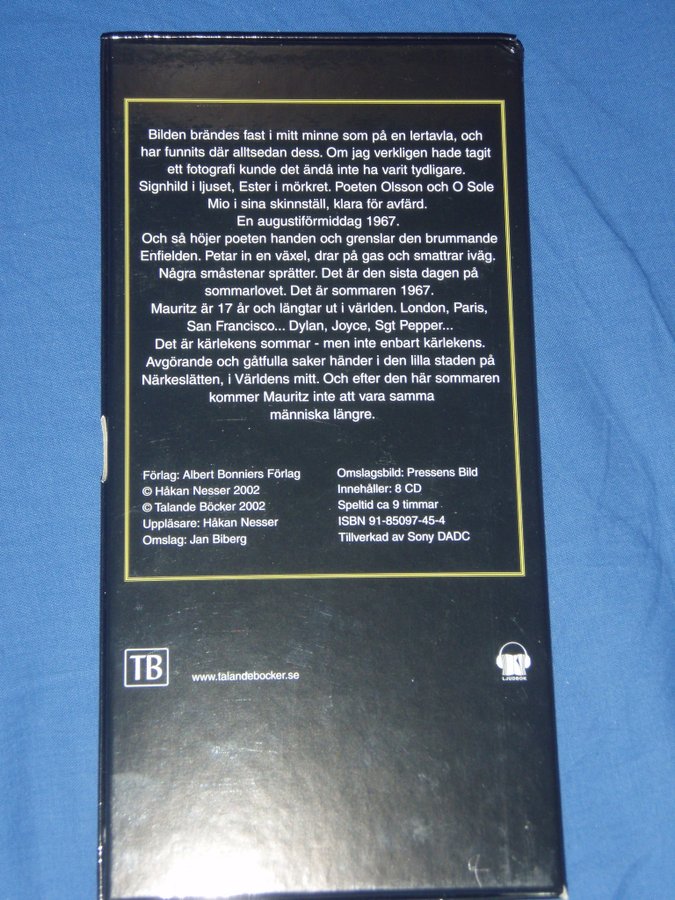 Bilden brändes fast i mitt minne som på en lertavla, och
har funnits där alltsedan dess. Om jag verkligen hade tagit
ett fotografi kunde det ändå inte ha varit tydligare.
Signhild i ljuset, Ester i mörkret. Poeten Olsson och O Sole
Mio i sina skinnställ, klara för avfärd.
En augustiförmiddag 1967.
Och så höjer poeten handen och grenslar den brummande
Enfielden. Petar in en växel, drar på gas och smattrar iväg.
Några småstenar sprätter. Det är den sista dagen på
sommarlovet. Det är sommaren 1967.
Mauritz är 17 år och längtar ut i världen. London, Paris,
San Francisco... Dylan, Joyce, Sgt Pepper...
Det är kärlekens sommar - men inte enbart kärlekens.
Avgörande och gåtfulla saker händer i den lilla staden på
Närkeslätten, i Världens mitt. Och efter den här sommaren
kommer Mauritz inte att vara samma
människa längre.
Förlag: Albert Bonniers Förlag
© Håkan Nesser 2002
© Talande Böcker 2002
Uppläsare: Håkan Nesser
Omslag: Jan Biberg
Omslagsbild: Pressens Bild
Innehåller: 8 CD
Speltid ca 9 timmar
ISBN 91-85097-45-4
Tillverkad av Sony DADC
TB
www.talandebocker.se
LJUDBOK